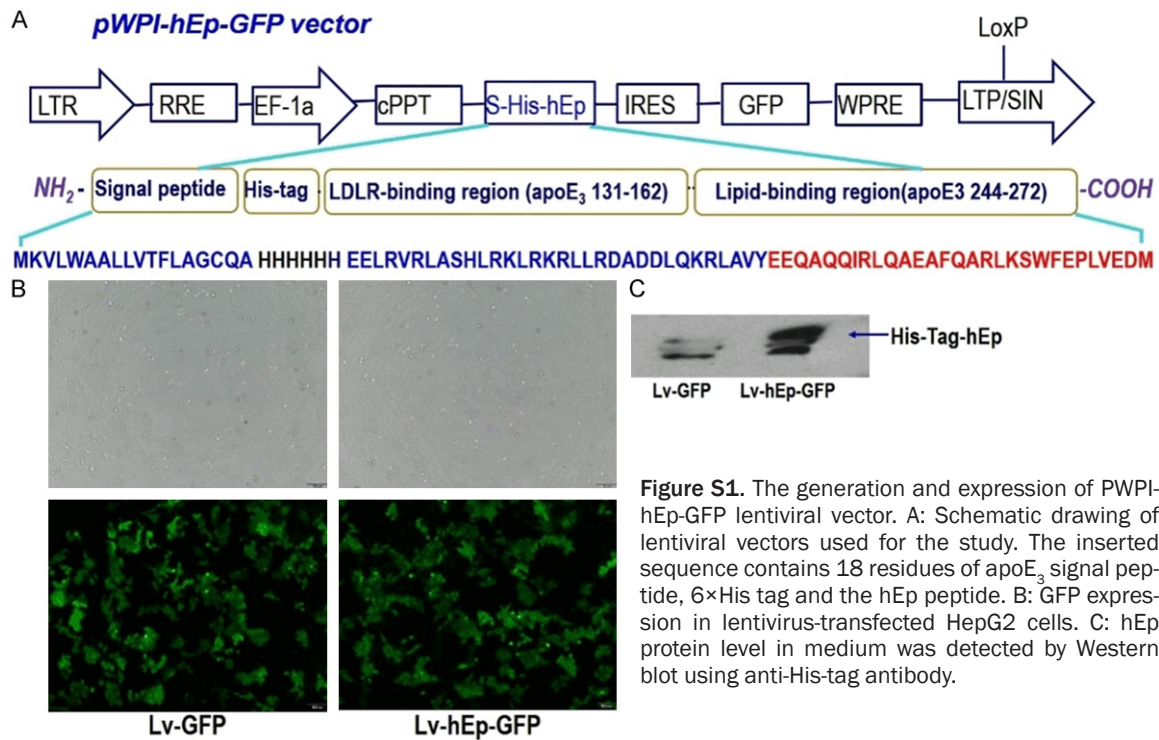 A
pWPI-hEp-GFP vector
LoxP
LTR RRE EF-1a cPPT S-His-hEp IRES GFP WPRE LTP/SIN
NH2 - Signal peptide His-tag LDLR-binding region (apoE3 131-162) Lipid-binding region(apoE3 244-272) -COOH
MKVLWAALLVTFLAGCQA HHHHHH EELRVRLASHLRKLRKRLLRDADDLQKRLAVYEEQAQQIRLQAEAFQARLKSWFEPLVEDM
B
Lv-GFP Lv-hEp-GFP
C
His-Tag-hEp
Lv-GFP Lv-hEp-GFP
Figure S1. The generation and expression of PWPI-
hEp-GFP lentiviral vector. A: Schematic drawing of
lentiviral vectors used for the study. The inserted
sequence contains 18 residues of apoE3 signal pep-
tide, 6×His tag and the hEp peptide. B: GFP expres-
sion in lentivirus-transfected HepG2 cells. C: hEp
protein level in medium was detected by Western
blot using anti-His-tag antibody.